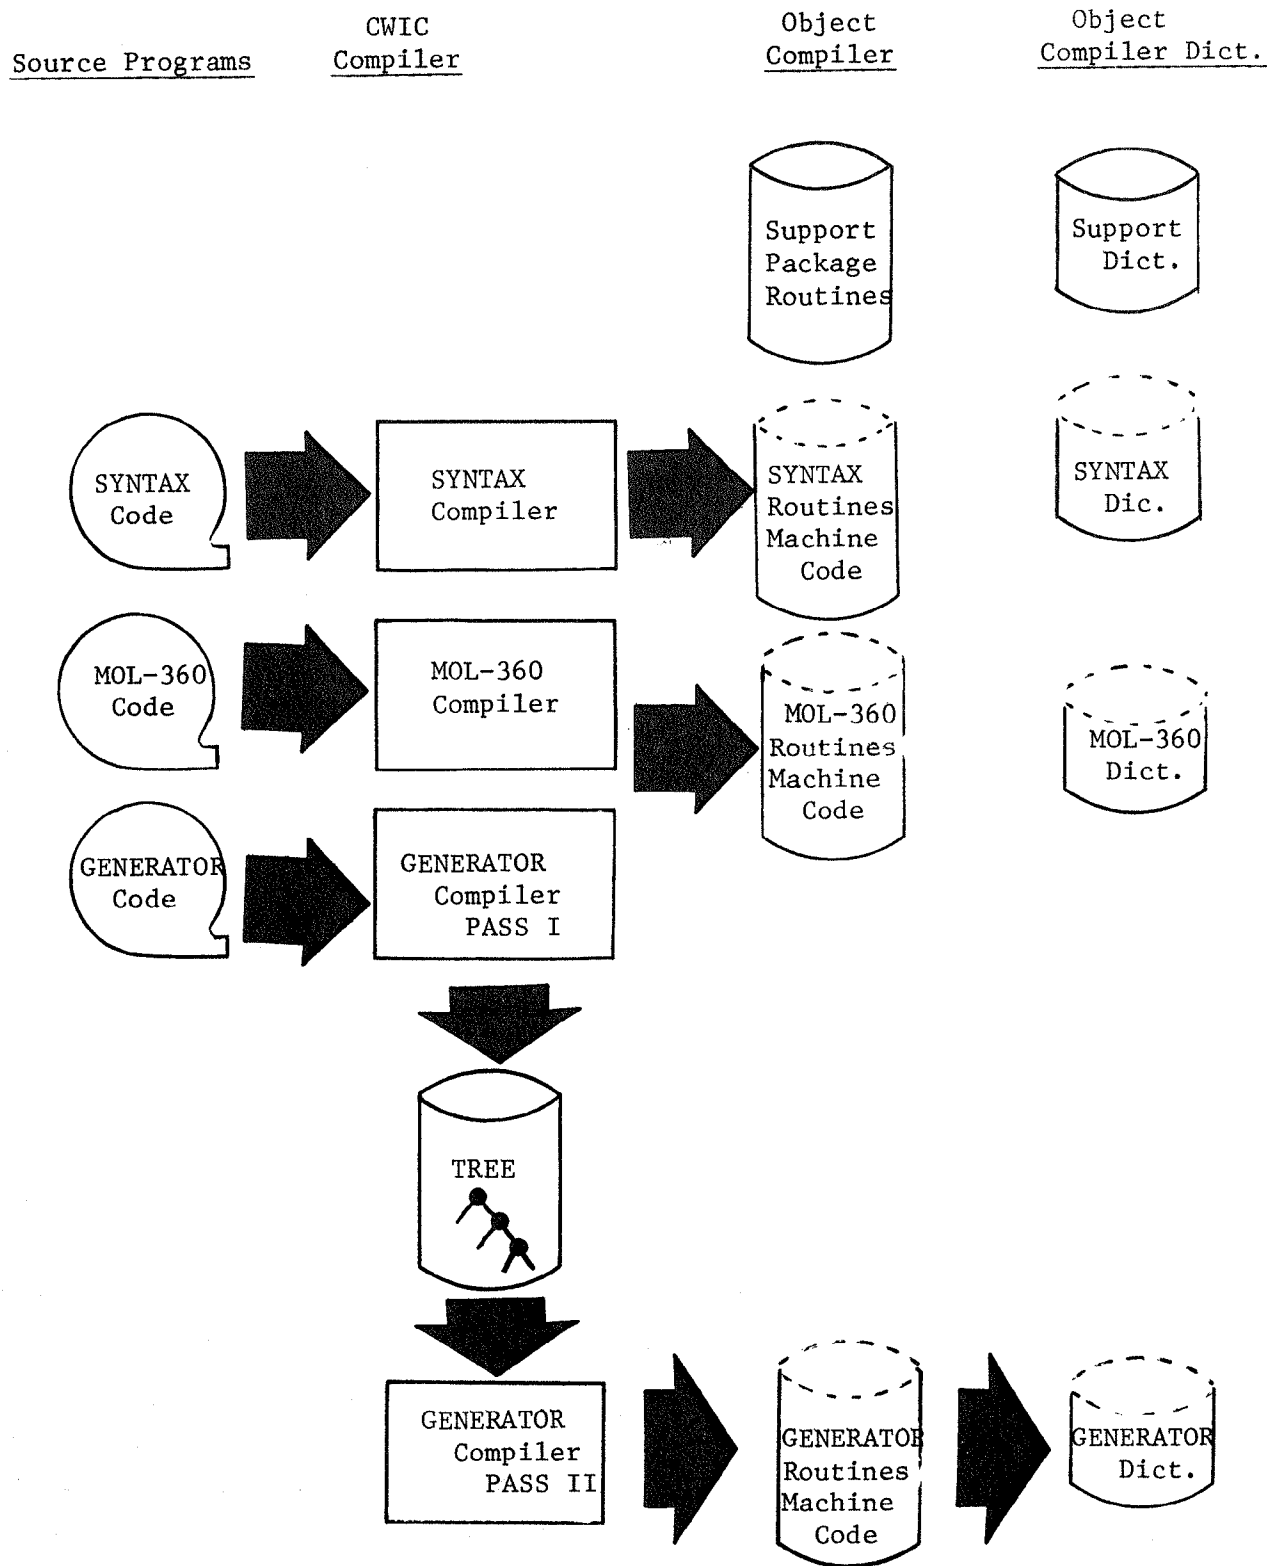 Source Programs
CWIC
Compiler
Object
Compiler
Object
Compiler Dict.
Support
Package
Routines
Support
Dict.
SYNTAX
Code
SYNTAX
Compiler
SYNTAX
Routines
Machine
Code
SYNTAX
Dic.
MOL-360
Code
MOL-360
Compiler
MOL-360
Routines
Machine
Code
MOL-360
Dict.
GENERATOR
Code
GENERATOR
Compiler
PASS I
TREE
GENERATOR
Compiler
PASS II
GENERATOR
Routines
Machine
Code
GENERATOR
Dict.